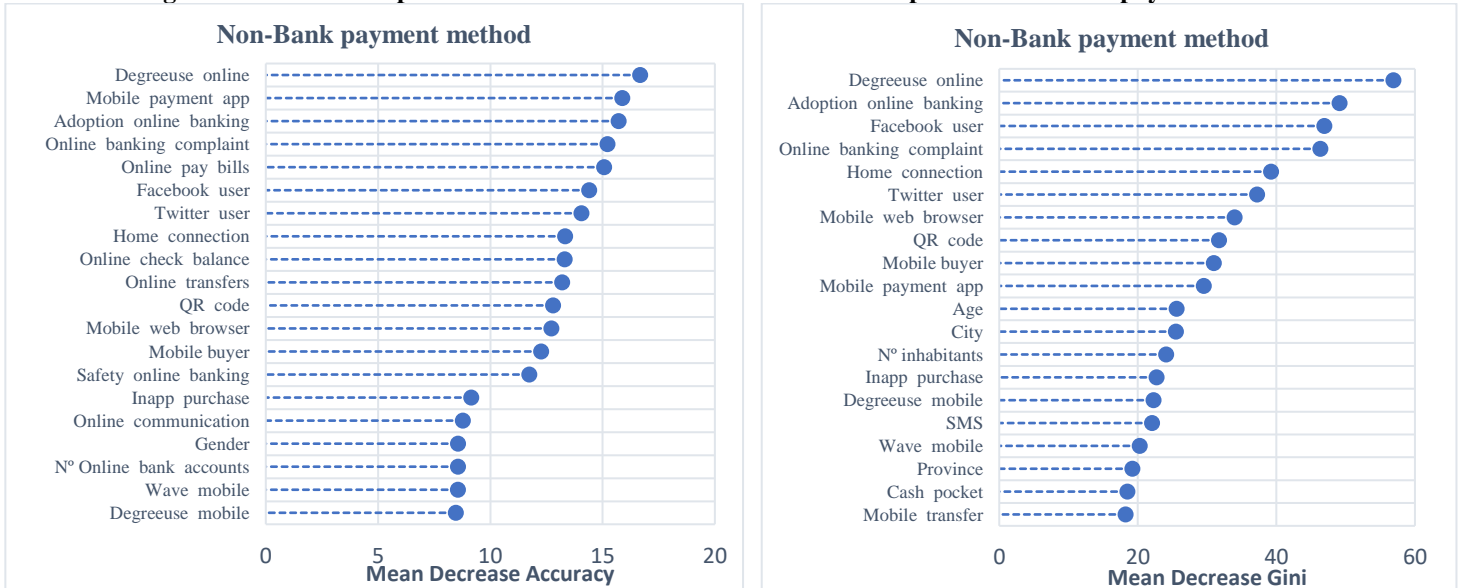 Non-Bank payment method
Degreeuse online
Mobile payment app
Adoption online banking
Online banking complaint
Online pay bills
Facebook user
Twitter user
Home connection
Online check balance
Online transfers
QR code
Mobile web browser
Mobile buyer
Safety online banking
Inapp purchase
Online communication
Gender
Nº Online bank accounts
Wave mobile
Degreeuse mobile
0 5 10 15 20
Mean Decrease Accuracy
Non-Bank payment method
Degreeuse online
Adoption online banking
Facebook user
Online banking complaint
Home connection
Twitter user
Mobile web browser
QR code
Mobile buyer
Mobile payment app
Age
City
Nº inhabitants
Inapp purchase
Degreeuse mobile
SMS
Wave mobile
Province
Cash pocket
Mobile transfer
0 20 40 60
Mean Decrease Gini